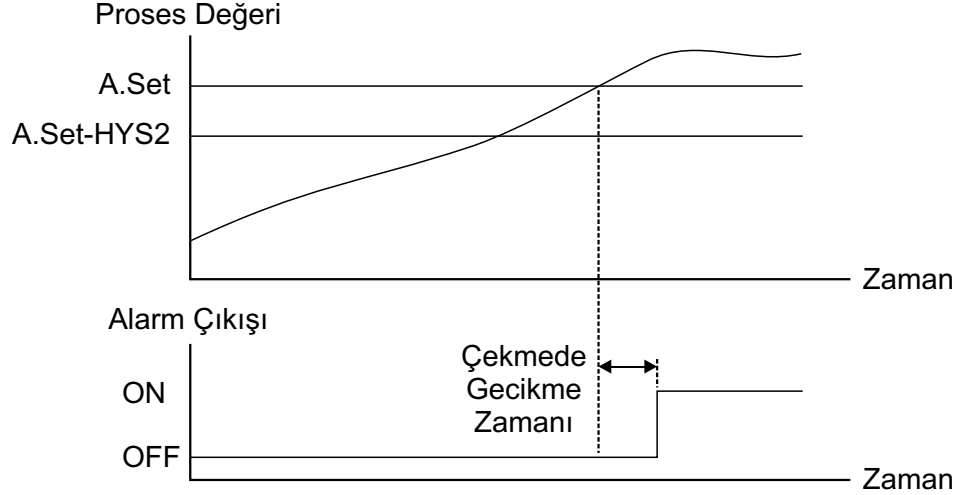 Proses Değeri
A.Set
A.Set-HYS2
Zaman
Alarm Çıkışı
Çekmede
Gecikme
Zamanı
ON
OFF
Zaman